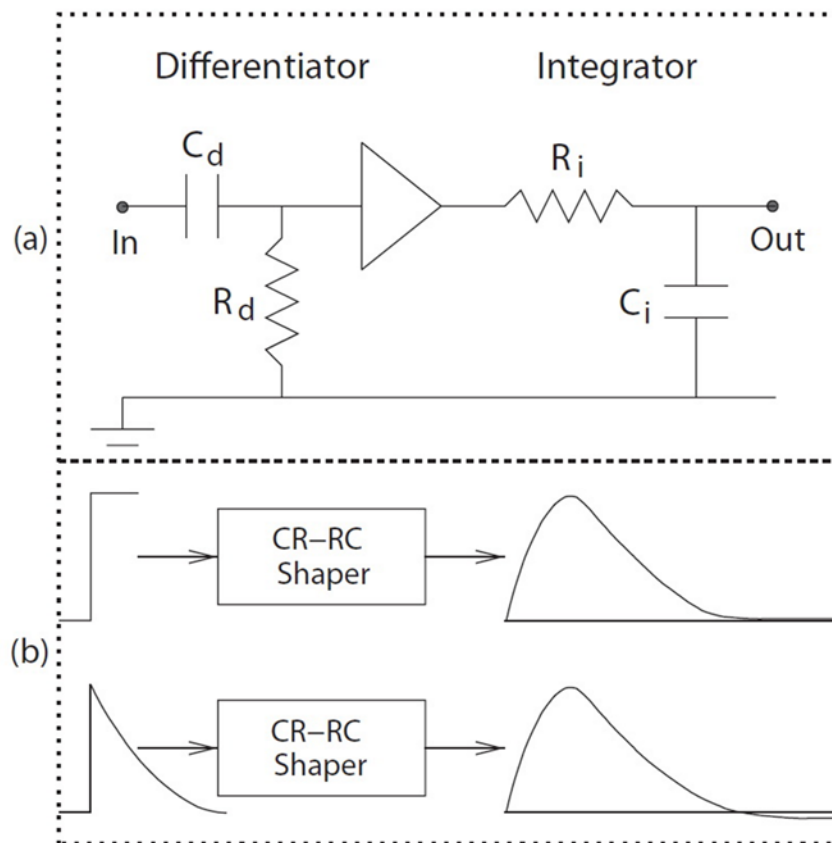 Differentiator Integrator
C d
R i
(a)
In
Out
R d
C i
CR–RC
Shaper
(b)
CR–RC
Shaper